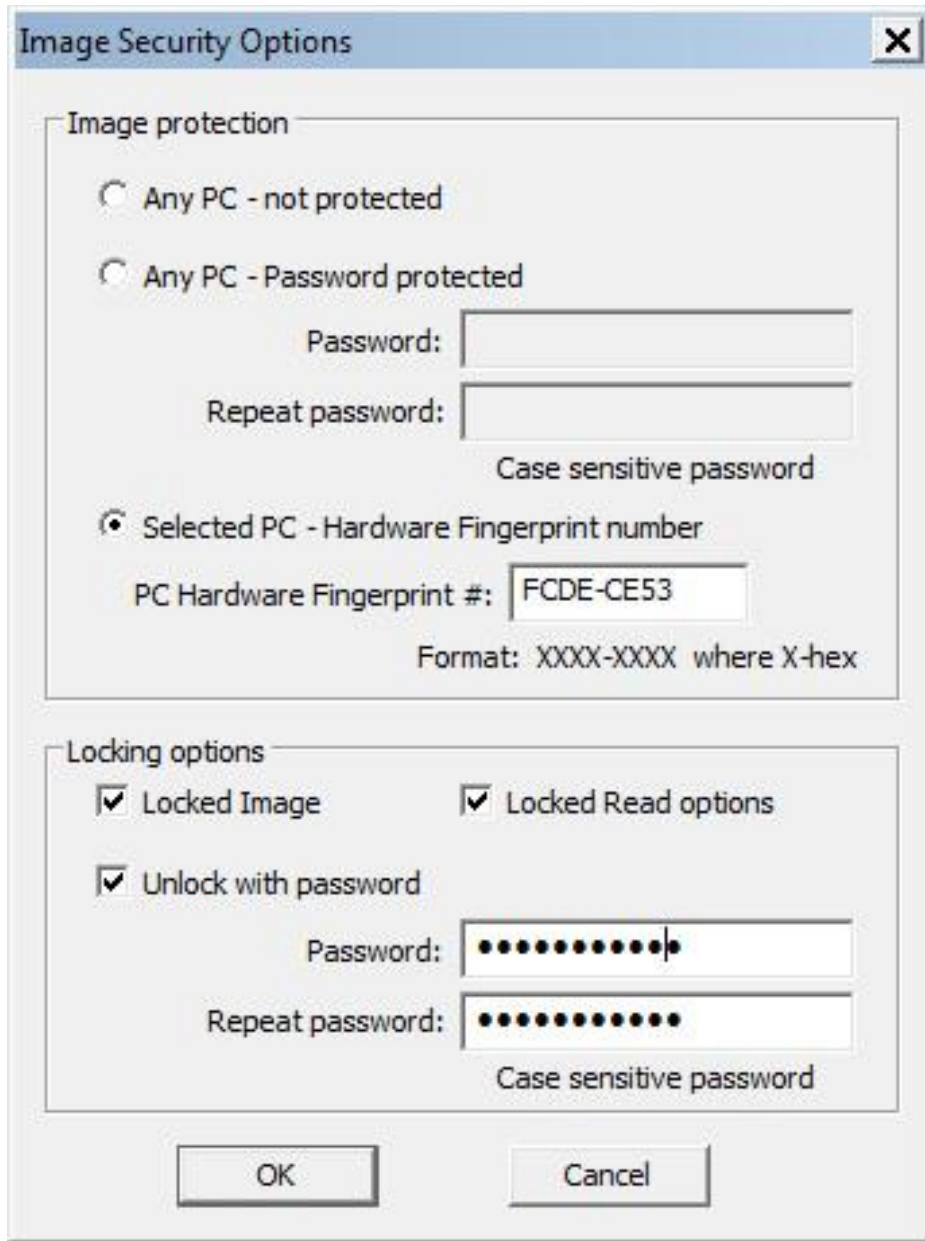 Image Security Options
Image protection
Any PC - not protected
Any PC - Password protected
Password:
Repeat password:
Case sensitive password
Selected PC - Hardware Fingerprint number
PC Hardware Fingerprint #: FCDE-CE53
Format: XXXX-XXXX where X-hex
Locking options
Locked Image Locked Read options
Unlock with password
Password: •••••••••••
Repeat password: •••••••••••
Case sensitive password
OK Cancel